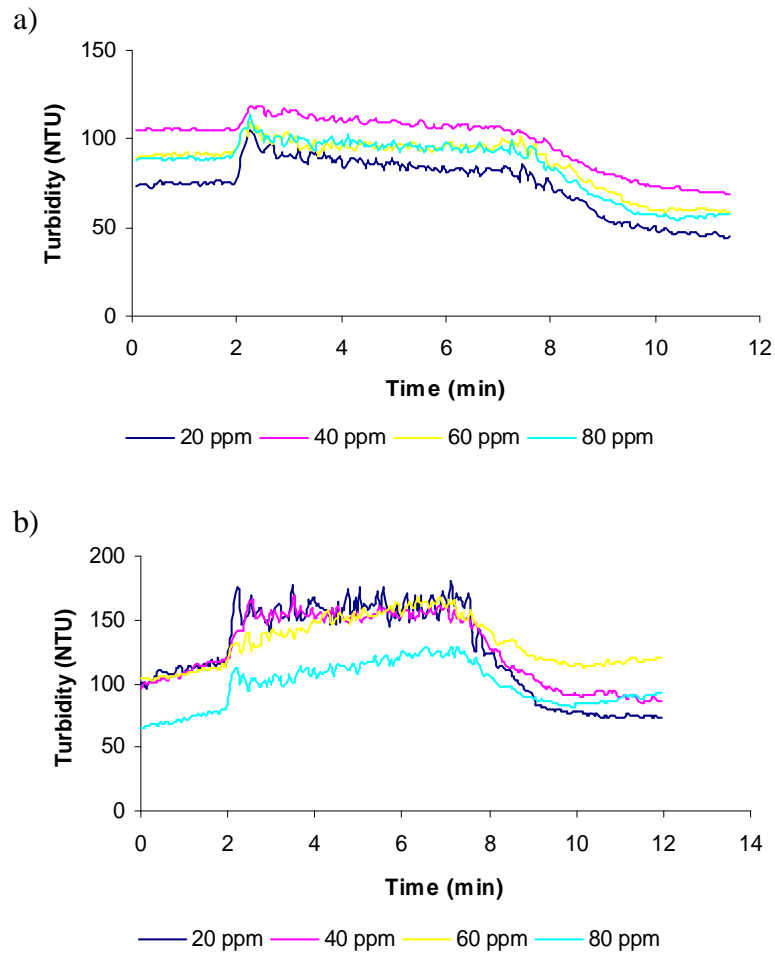 a)
150
100
50
0
Turbidity (NTU)
0 2 4 6 8 10 12
Time (min)
20 ppm 40 ppm 60 ppm 80 ppm
b)
200
150
100
50
0
Turbidity (NTU)
0 2 4 6 8 10 12 14
Time (min)
20 ppm 40 ppm 60 ppm 80 ppm